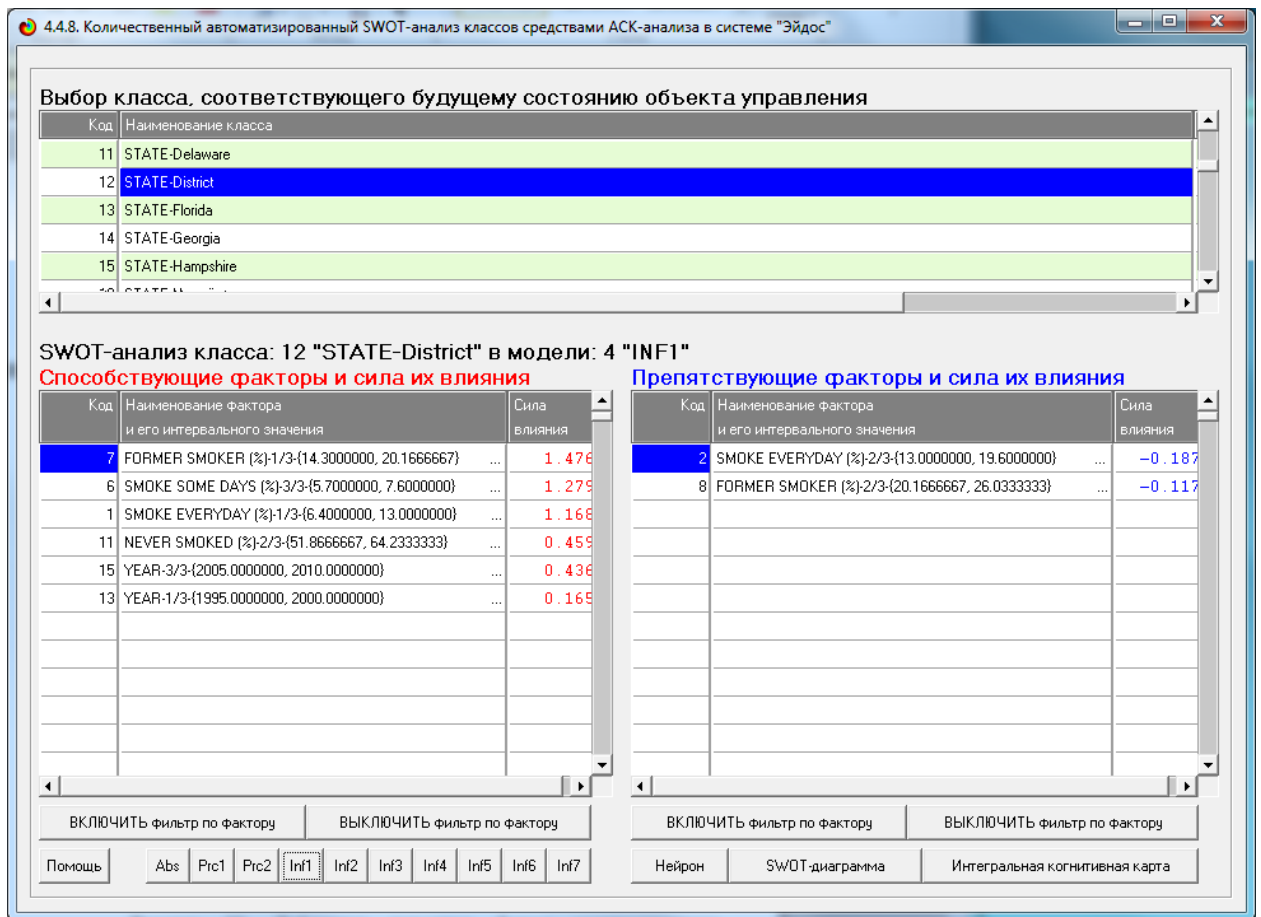 4.4.8. Количественный автоматизированный SWOT-анализ классов средствами АСК-анализа в системе "Эйдос"
Выбор класса, соответствующего будущему состоянию объекта управления
Код Наименование класса
11 STATE-Delaware
12 STATE-District
13 STATE-Florida
14 STATE-Georgia
15 STATE-Hampshire
SWOT-анализ класса: 12 "STATE-District" в модели: 4 "INF1"
Способствующие факторы и сила их влияния
Код Наименование фактора Сила
и его интервального значения влияния
7 FORMER SMOKER (%)-1/3-{14.3000000, 20.1666667} ... 1.476
6 SMOKE SOME DAYS (%)-3/3-{5.7000000, 7.6000000} ... 1.279
1 SMOKE EVERYDAY (%)-1/3-{6.4000000, 13.0000000} ... 1.168
11 NEVER SMOKED (%)-2/3-{51.8666667, 64.2333333} ... 0.459
15 YEAR-3/3-{2005.0000000, 2010.0000000} ... 0.436
13 YEAR-1/3-{1995.0000000, 2000.0000000} ... 0.165
Препятствующие факторы и сила их влияния
Код Наименование фактора Сила
и его интервального значения влияния
2 SMOKE EVERYDAY (%)-2/3-{13.0000000, 19.6000000} ... -0.187
8 FORMER SMOKER (%)-2/3-{20.1666667, 26.0333333} ... -0.117
ВКЛЮЧИТЬ фильтр по фактору ВЫКЛЮЧИТЬ фильтр по фактору ВКЛЮЧИТЬ фильтр по фактору ВЫКЛЮЧИТЬ фильтр по фактору
Помощь Abs Prc1 Prc2 Inf1 Inf2 Inf3 Inf4 Inf5 Inf6 Inf7 Нейрон SWOT-диаграмма Интегральная когнитивная карта